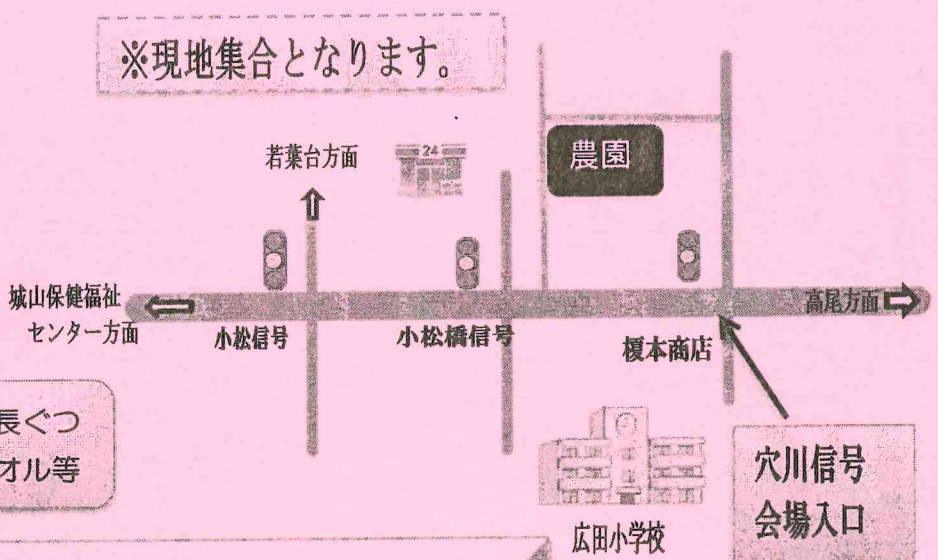 ※現地集合となります。
若葉台方面
24
農園
城山保健福祉
センター方面
高尾方面
小松信号
小松橋信号
榎本商店
長ぐつ
オル等
穴川信号
会場入口
広田小学校